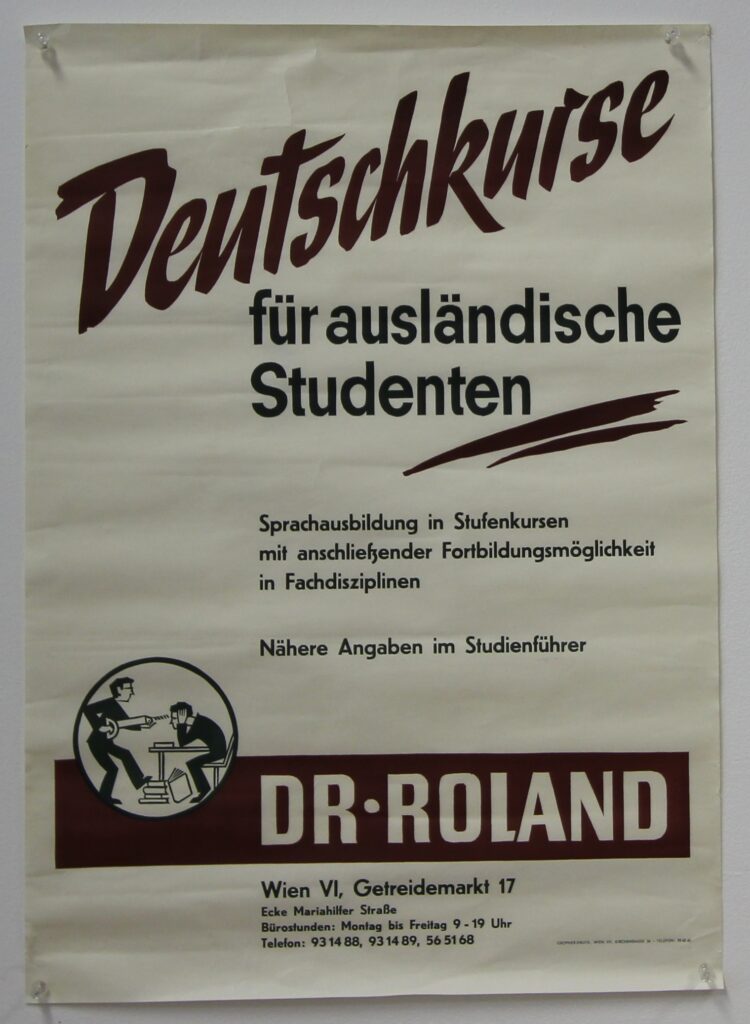 Deutschkurse
für ausländische
Studenten
Sprachausbildung in Stufenkursen
mit anschließender Fortbildungsmöglichkeit
in Fachdisziplinen
Nähere Angaben im Studienführer
DR·ROLAND
Wien VI, Getreidemarkt 17
Ecke Mariahilfer Straße
Bürostunden: Montag bis Freitag 9-19 Uhr
Telefon: 93 14 88, 93 14 89, 56 51 68